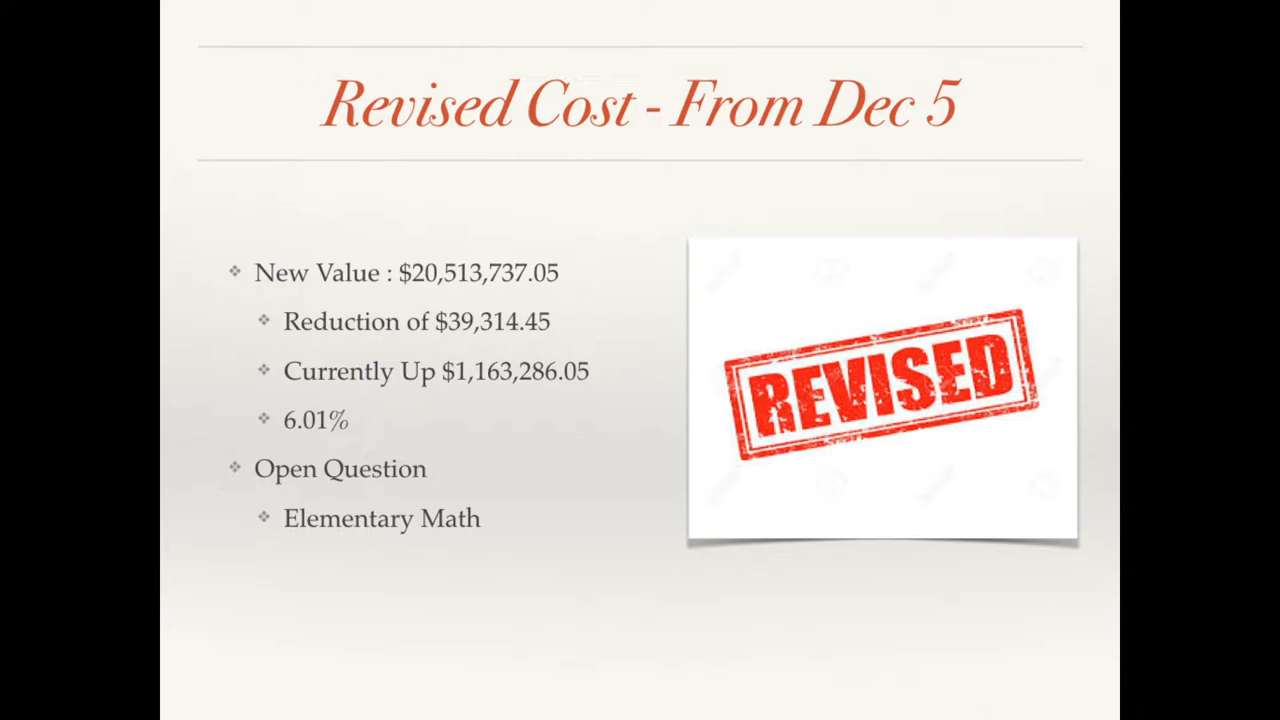 Revised Cost - From Dec 5
New Value : $20,513,737.05
Reduction of $39,314.45
Currently Up $1,163,286.05
6.01%
Open Question
Elementary Math
REVISED